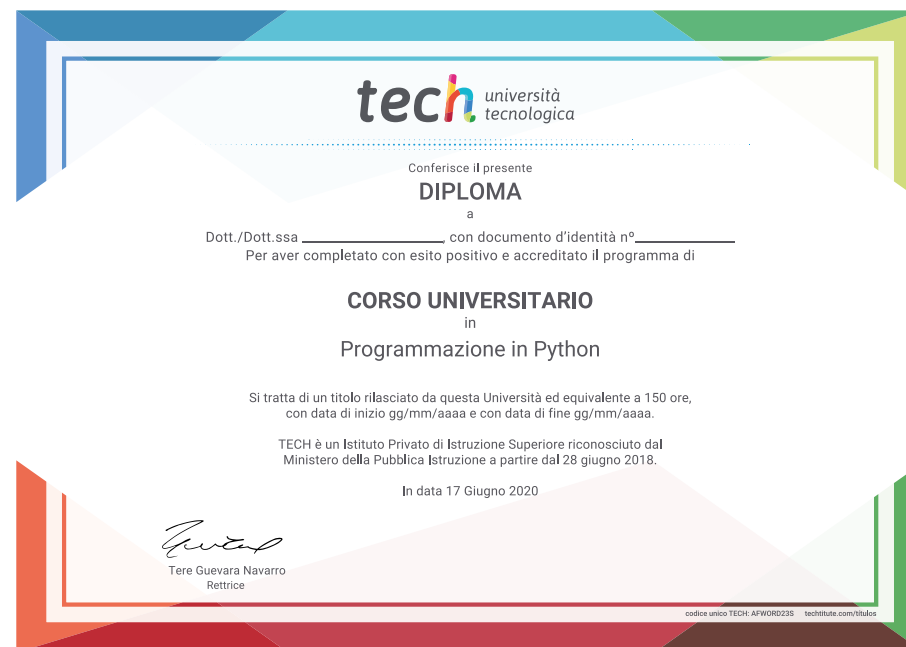 tech università
tecnologica
Conferisce il presente
DIPLOMA
a
Dott./Dott.ssa ____________________, con documento d'identità nº______________
Per aver completato con esito positivo e accreditato il programma di
CORSO UNIVERSITARIO
in
Programmazione in Python
Si tratta di un titolo rilasciato da questa Università ed equivalente a 150 ore,
con data di inizio gg/mm/aaaa e con data di fine gg/mm/aaaa.
TECH è un Istituto Privato di Istruzione Superiore riconosciuto dal
Ministero della Pubblica Istruzione a partire dal 28 giugno 2018.
In data 17 Giugno 2020
Tere Guevara Navarro
Rettrice
codice unico TECH: AFWORD23S techtitute.com/titulos